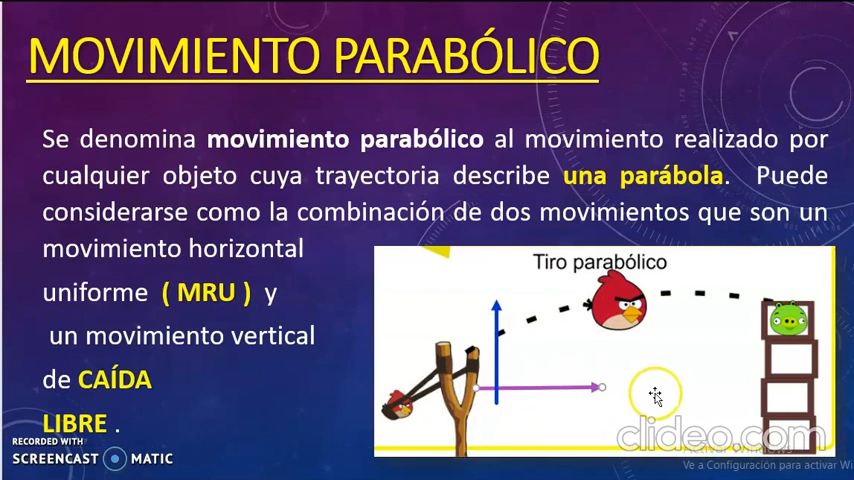 MOVIMIENTO PARABÓLICO
Se denomina movimiento parabólico al movimiento realizado por
cualquier objeto cuya trayectoria describe una parábola. Puede
considerarse como la combinación de dos movimientos que son un
movimiento horizontal
uniforme ( MRU ) y
un movimiento vertical
de CAÍDA
LIBRE .
Tiro parabólico
clideo.com
Activar Windows
Ve a Configuración para activar Wi
RECORDED WITH
SCREENCAST MATIC